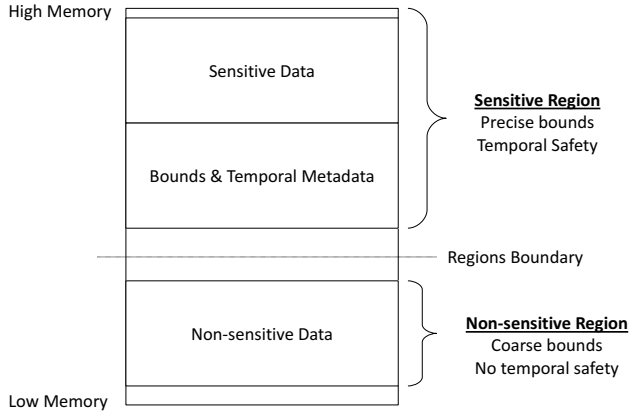 High Memory
Sensitive Data
Sensitive Region
Precise bounds
Temporal Safety
Bounds & Temporal Metadata
Regions Boundary
Non-sensitive Data
Non-sensitive Region
Coarse bounds
No temporal safety
Low Memory